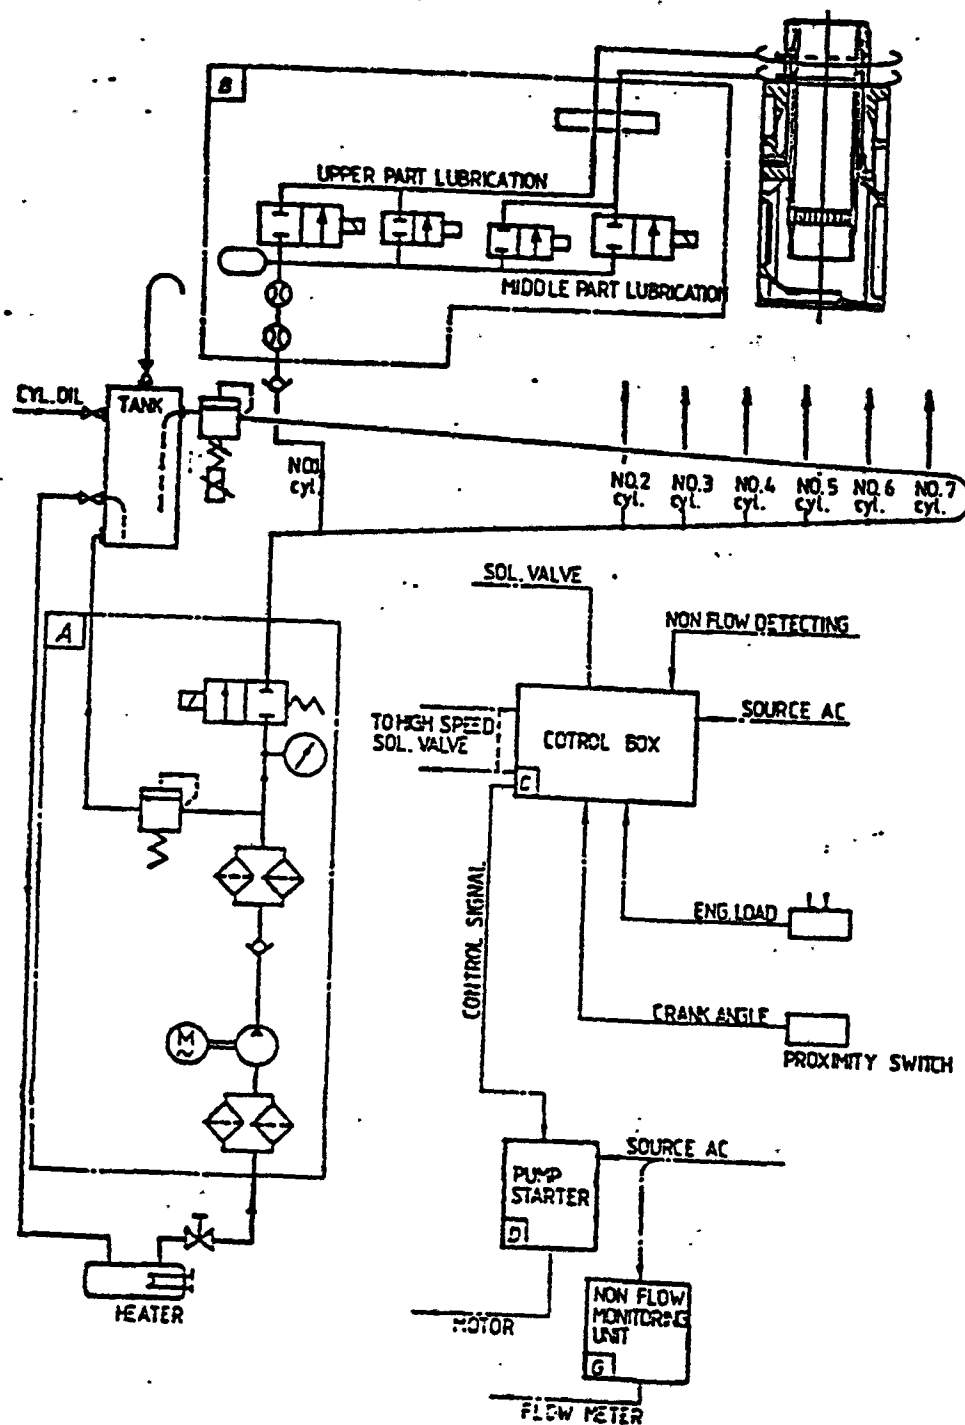 B
UPPER PART LUBRICATION
MIDDLE PART LUBRICATION
CYL.OIL
TANK
NO.1
cyl.
NO.2
cyl.
NO.3
cyl.
NO.4
cyl.
NO.5
cyl.
NO.6
cyl.
NO.7
cyl.
A
SOL. VALVE
NON FLOW DETECTING
SOURCE AC
TO HIGH SPEED
SOL. VALVE
COTROL BOX
C
CONTROL SIGNAL
ENG.LOAD
CRANK ANGLE
PROXIMITY SWITCH
M
~
SOURCE AC
PUMP
STARTER
D
HEATER
MOTOR
NON FLOW
MONITORING
UNIT
G
FLOW METER